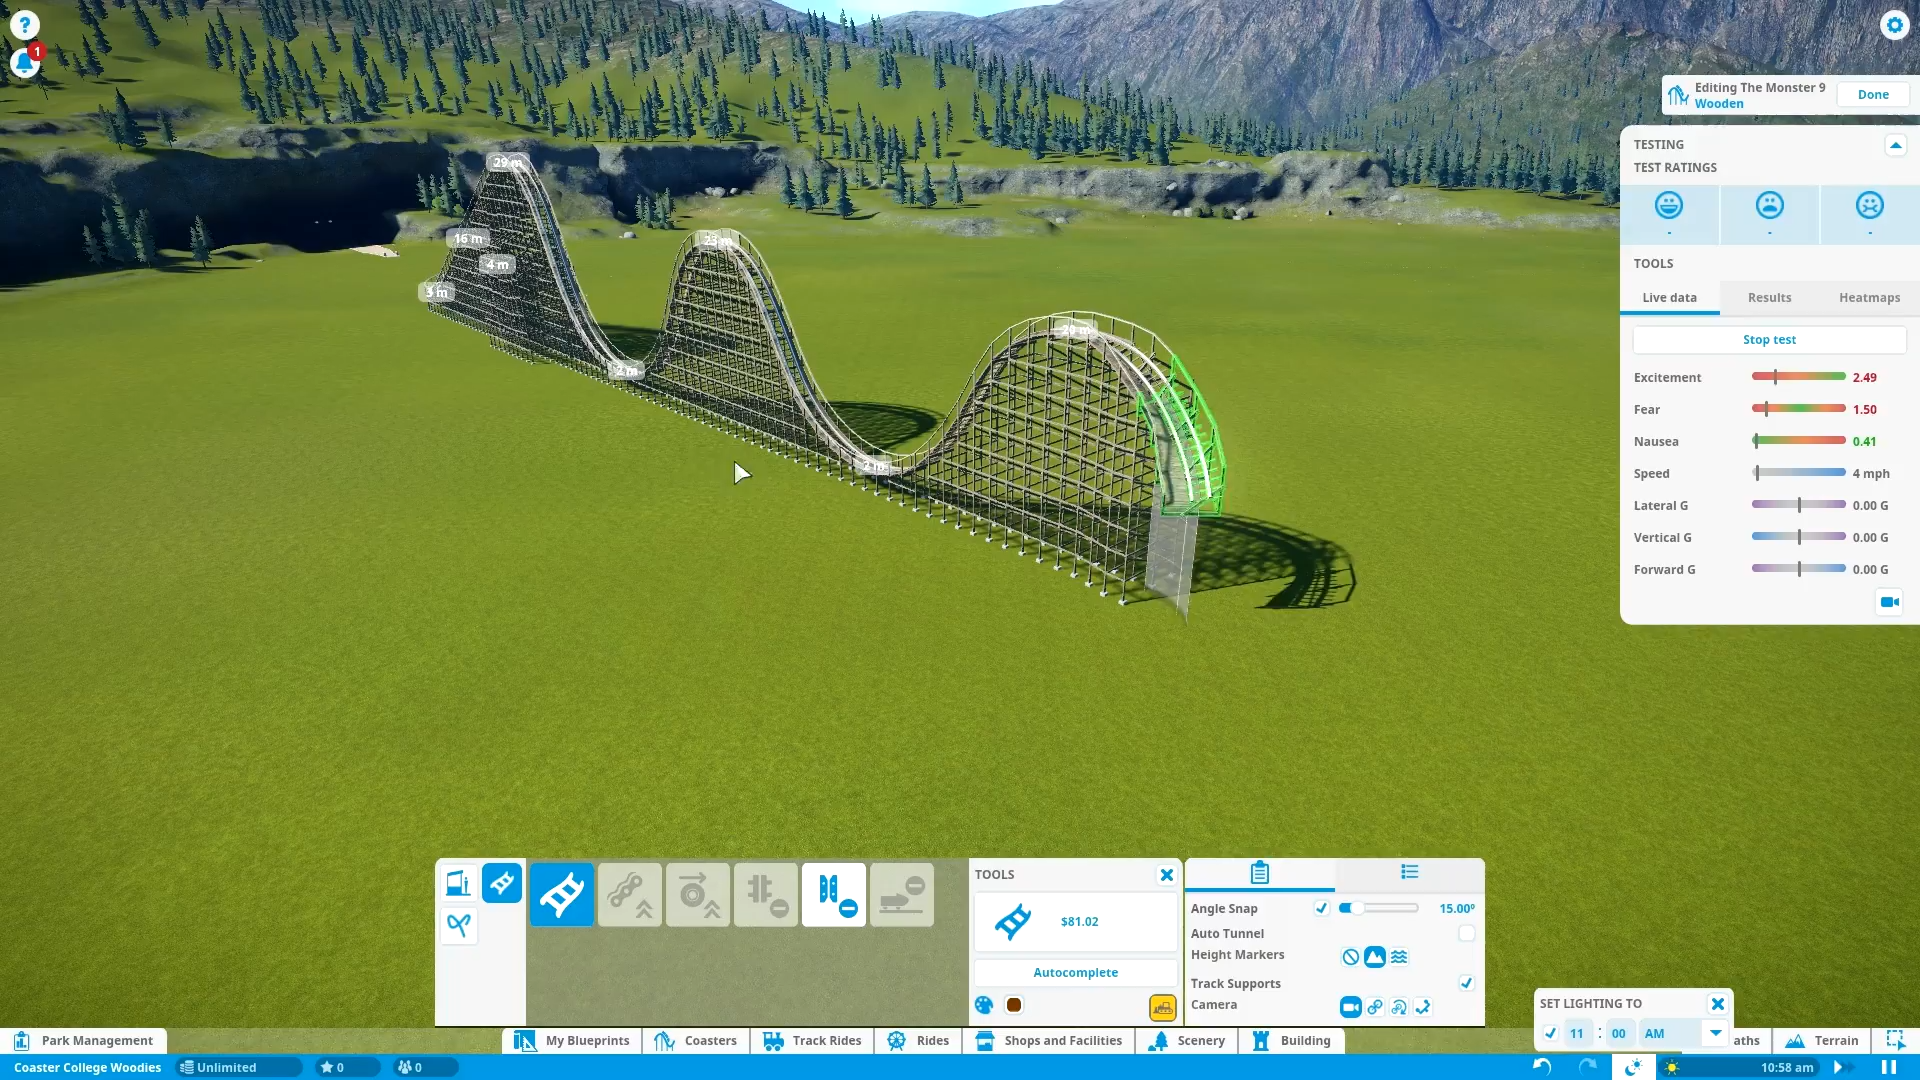 ?
1
Editing The Monster 9
Wooden
Done
TESTING
TEST RATINGS
-
-
-
TOOLS
Live data
Results
Heatmaps
Stop test
Excitement
2.49
Fear
1.50
Nausea
0.41
Speed
4 mph
Lateral G
0.00 G
Vertical G
0.00 G
Forward G
0.00 G
29 m
16 m
4 m
3 m
23 m
2 m
2 m
20 m
TOOLS
$81.02
Autocomplete
Angle Snap
15.00°
Auto Tunnel
Height Markers
Track Supports
Camera
SET LIGHTING TO
11 : 00 AM
Park Management
My Blueprints
Coasters
Track Rides
Rides
Shops and Facilities
Scenery
Building
aths
Terrain
Coaster College Woodies
Unlimited
0
0
10:58 am